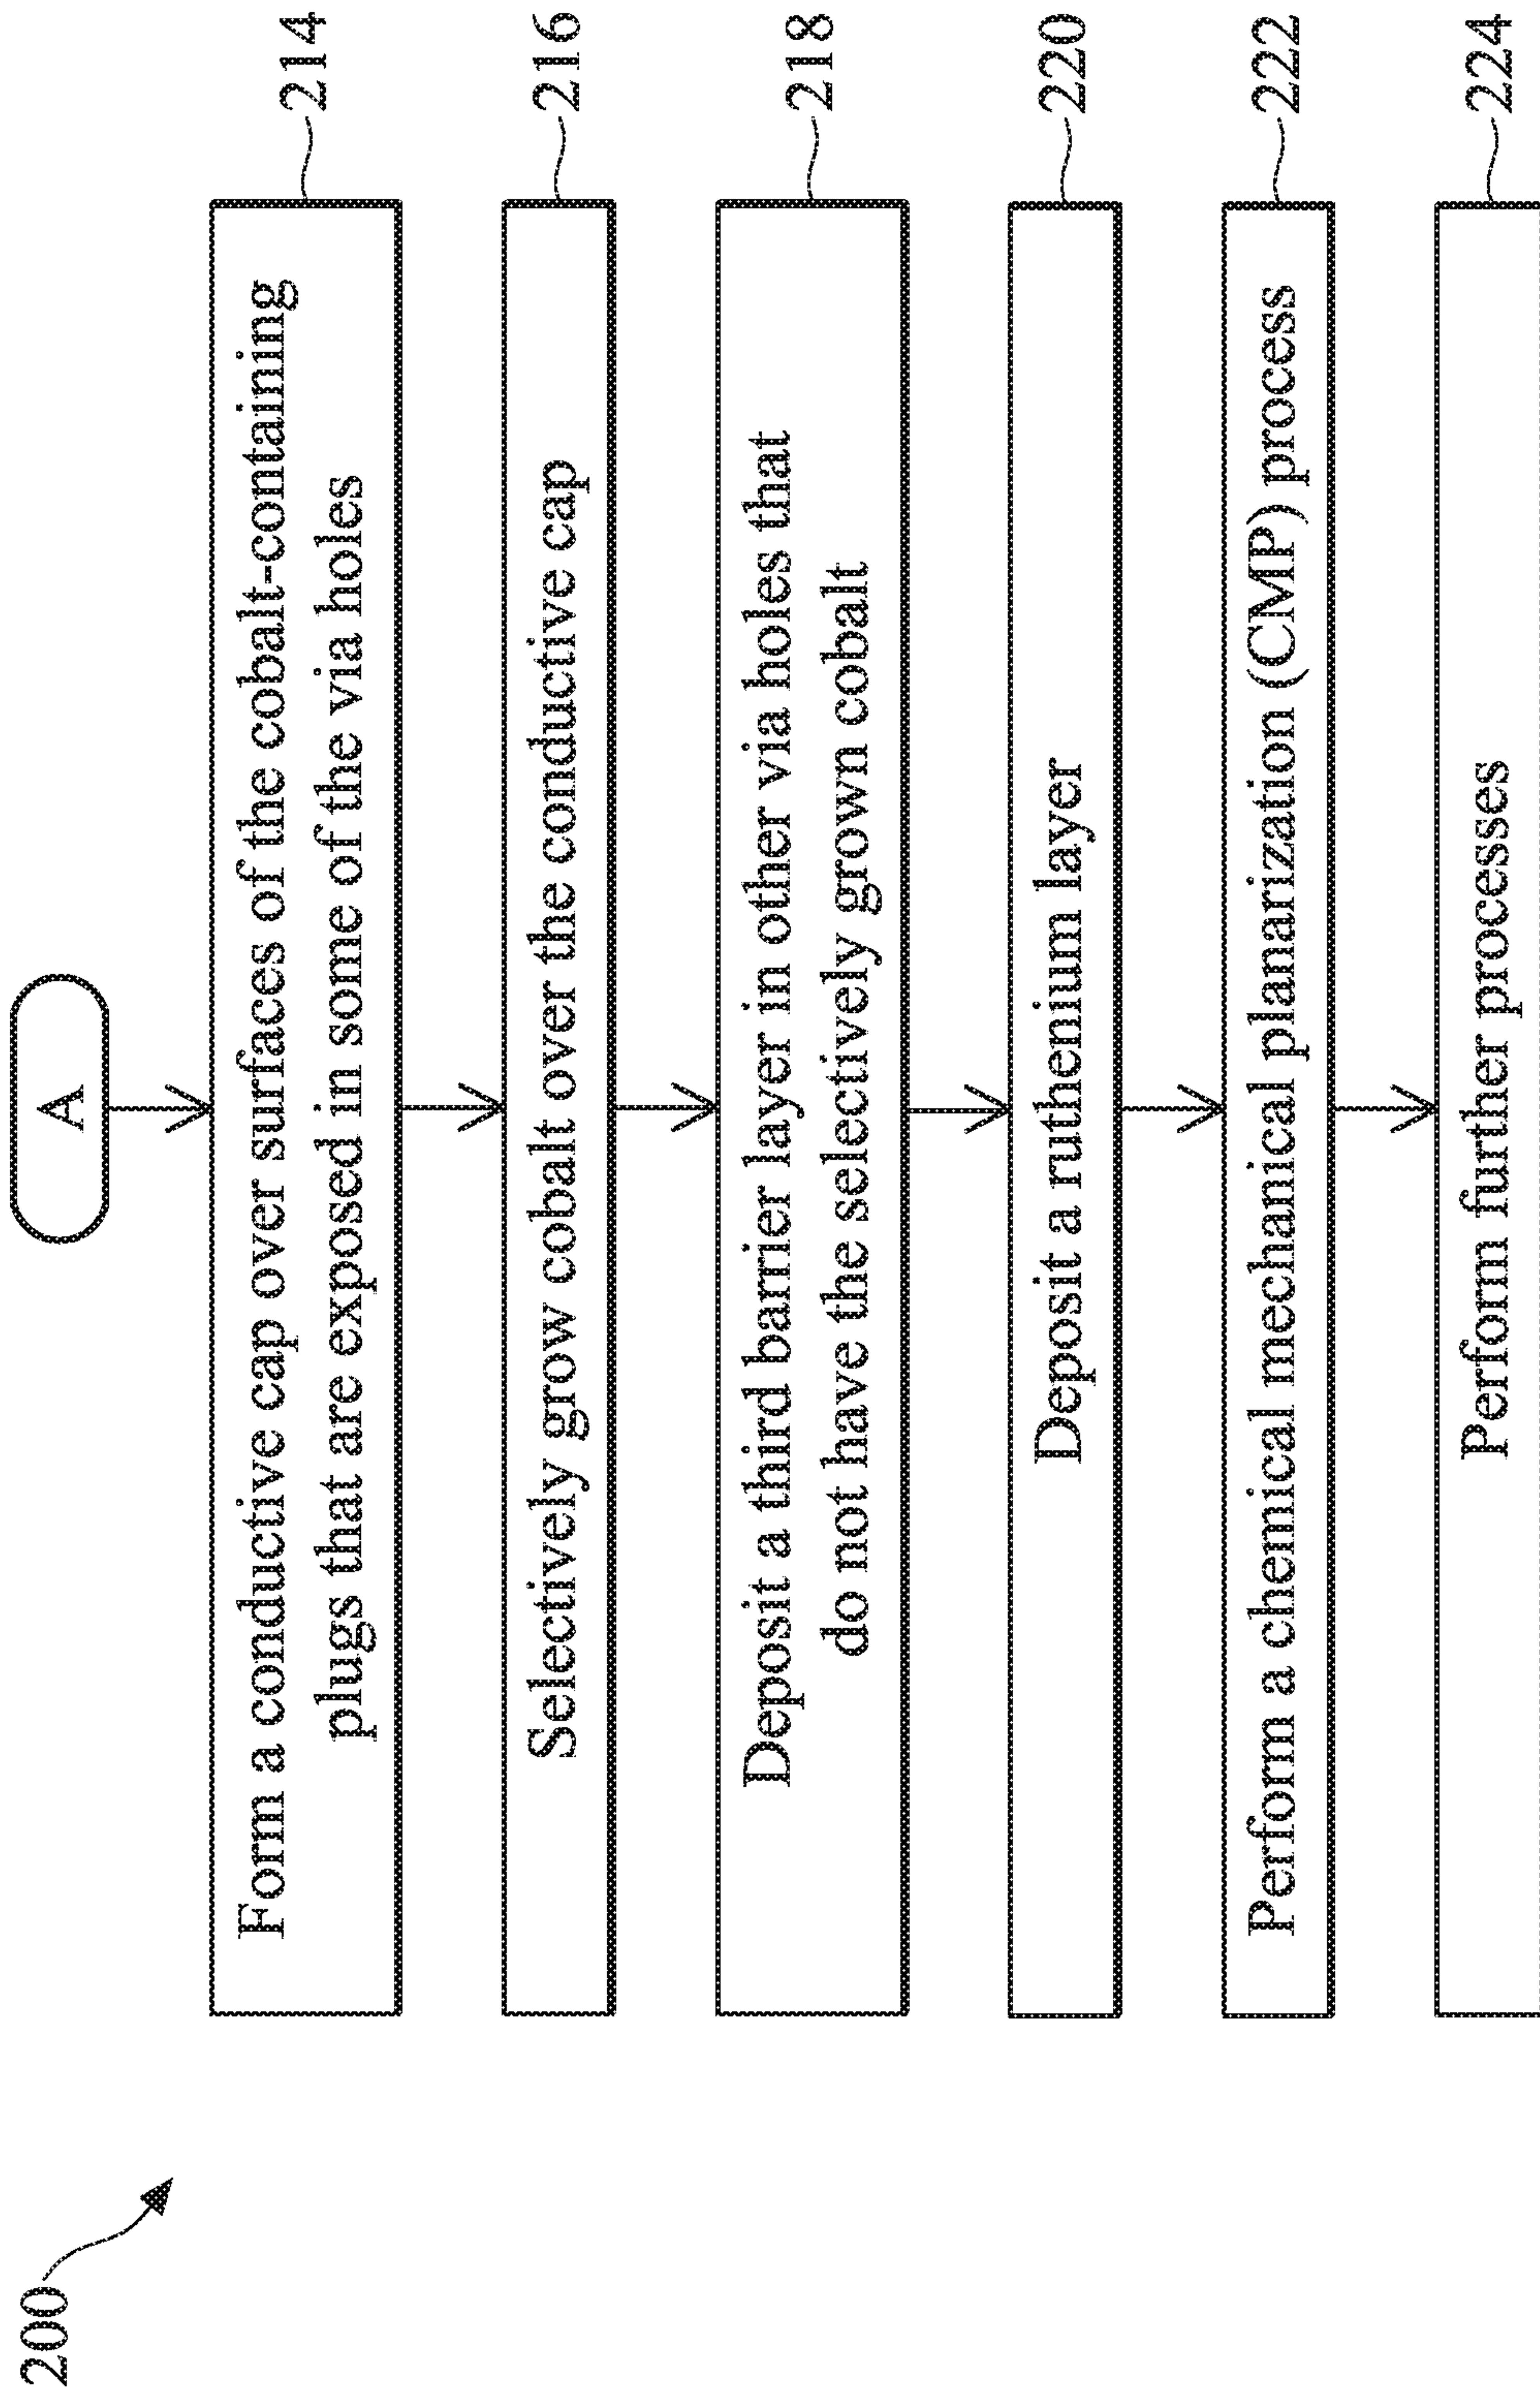 200
A
Form a conductive cap over surfaces of the cobalt-containing
plugs that are exposed in some of the via holes
214
Selectively grow cobalt over the conductive cap
216
Deposit a third barrier layer in other via holes that
do not have the selectively grown cobalt
218
Deposit a ruthenium layer
220
Perform a chemical mechanical planarization (CMP) process
222
Perform further processes
224